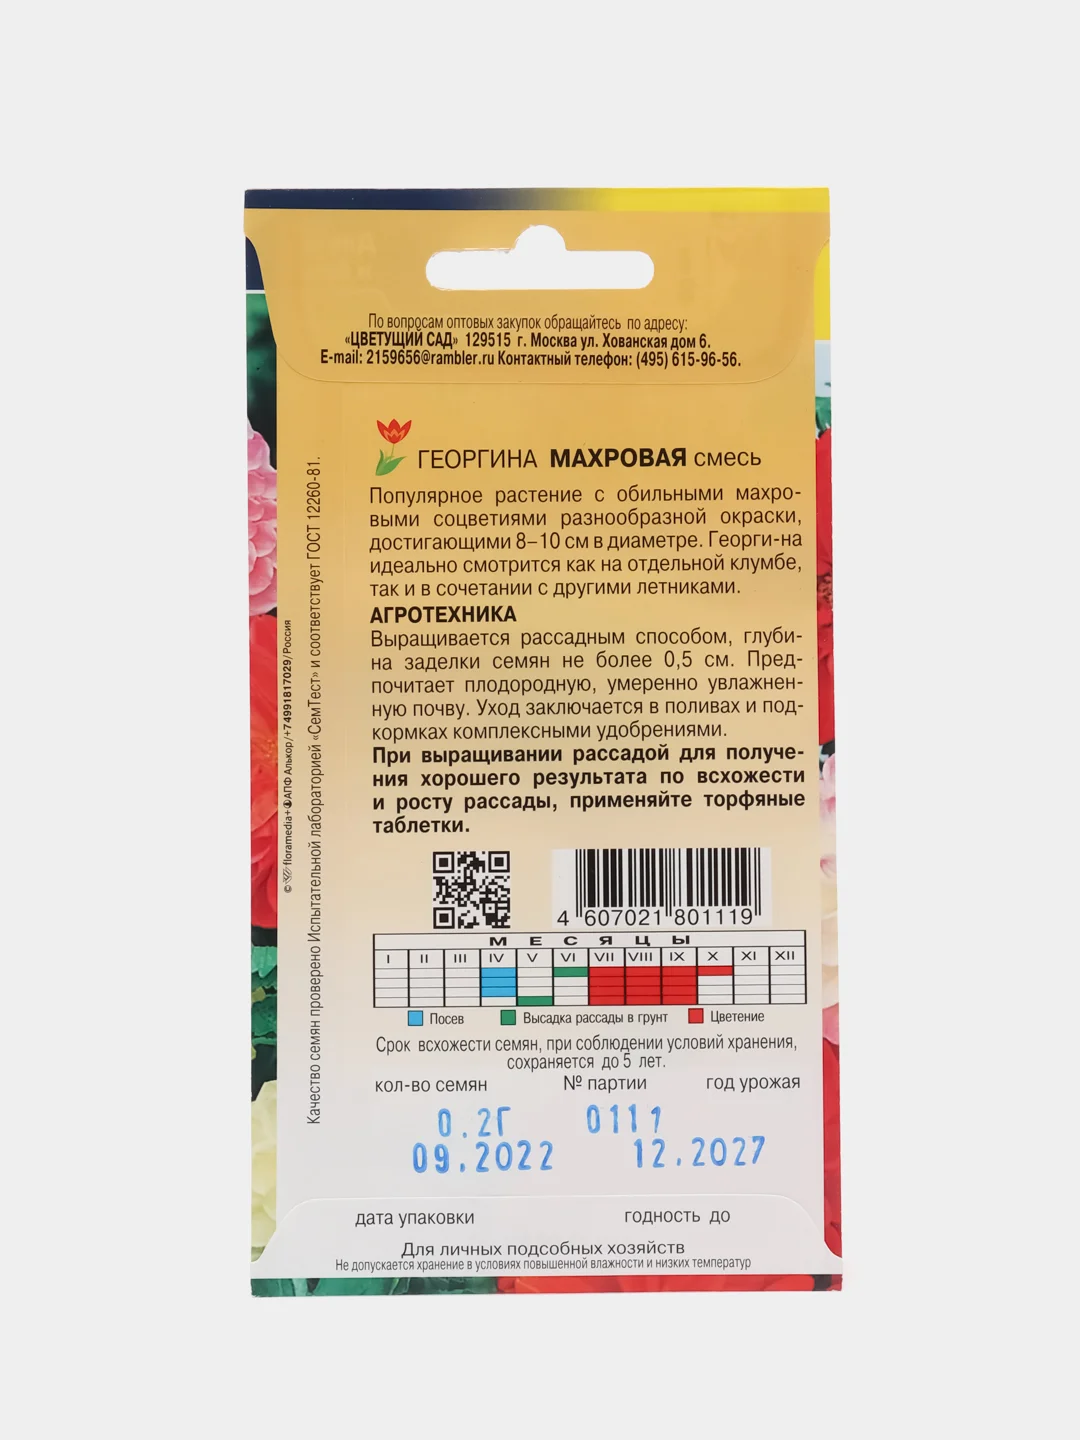 По вопросам оптовых закупок обращайтесь по адресу:
«ЦВЕТУЩИЙ САД» 129515 г. Москва ул. Хованская дом 6.
E-mail: 2159656@rambler.ru Контактный телефон: (495) 615-96-56.
ГЕОРГИНА МАХРОВАЯ смесь
Популярное растение с обильными махро-
выми соцветиями разнообразной окраски,
достигающими 8–10 см в диаметре. Георги-на
идеально смотрится как на отдельной клумбе,
так и в сочетании с другими летниками.
АГРОТЕХНИКА
Выращивается рассадным способом, глуби-
на заделки семян не более 0,5 см. Пред-
почитает плодородную, умеренно увлажнен-
ную почву. Уход заключается в поливах и под-
кормках комплексными удобрениями.
При выращивании рассадой для получе-
ния хорошего результата по всхожести
и росту рассады, применяйте торфяные
таблетки.
4 607021 801119
МЕСЯЦЫ
I II III IV V VI VII VIII IX X XI XII
Посев Высадка рассады в грунт Цветение
Срок всхожести семян, при соблюдении условий хранения,
сохраняется до 5 лет.
кол-во семян № партии год урожая
0.2Г 0111
09.2022 12.2027
дата упаковки годность до
Для личных подсобных хозяйств
Не допускается хранение в условиях повышенной влажности и низких температур
Качество семян проверено Испытательной лабораторией «СемТест» и соответствует ГОСТ 12260-81.
© floramedia+ АПФ Алькор/+74991817029/Россия